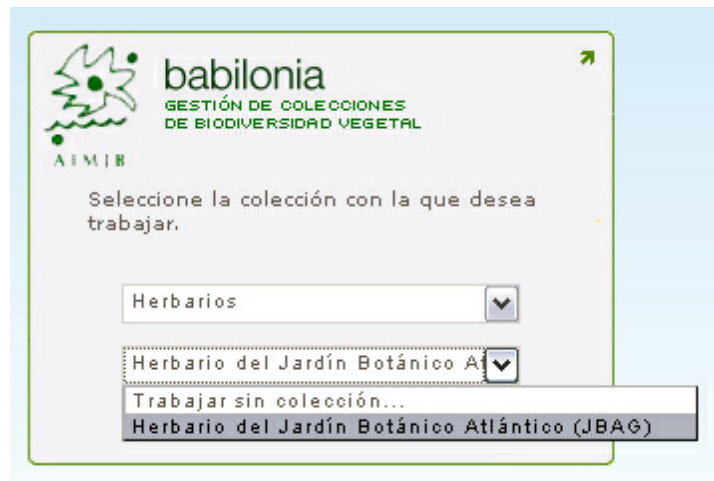 babilonia
GESTIÓN DE COLECCIONES
DE BIODIVERSIDAD VEGETAL
AIMJB
Seleccione la colección con la que desea
trabajar.
Herbarios
Herbario del Jardín Botánico At
Trabajar sin colección...
Herbario del Jardín Botánico Atlántico (JBAG)